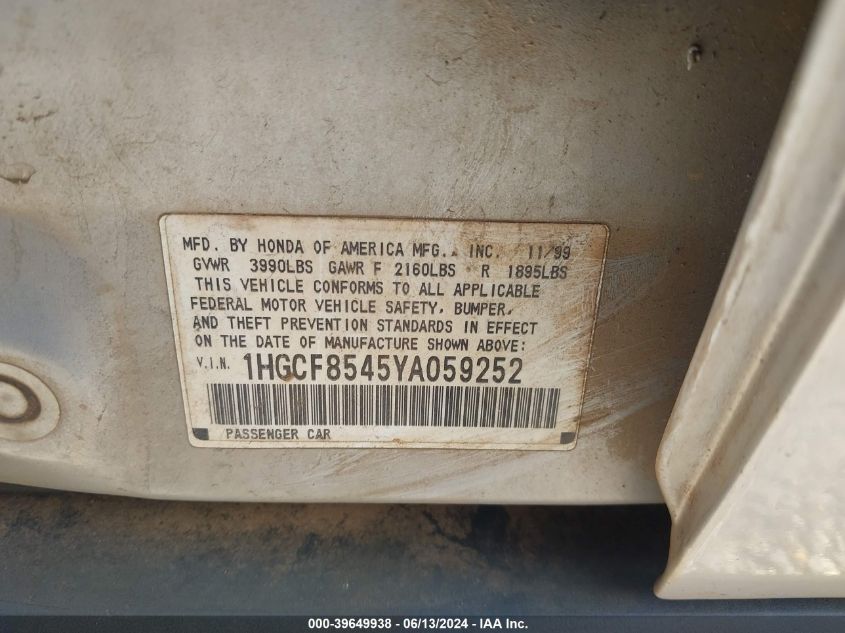 MFD. BY HONDA OF AMERICA MFG., INC. 11/99
GVWR 3990LBS GAWR F 2160LBS R 1895LBS
THIS VEHICLE CONFORMS TO ALL APPLICABLE
FEDERAL MOTOR VEHICLE SAFETY, BUMPER,
AND THEFT PREVENTION STANDARDS IN EFFECT
ON THE DATE OF MANUFACTURE SHOWN ABOVE:
V.I.N. 1HGCF8545YA059252
PASSENGER CAR
000-39649938 - 06/13/2024 - IAA Inc.